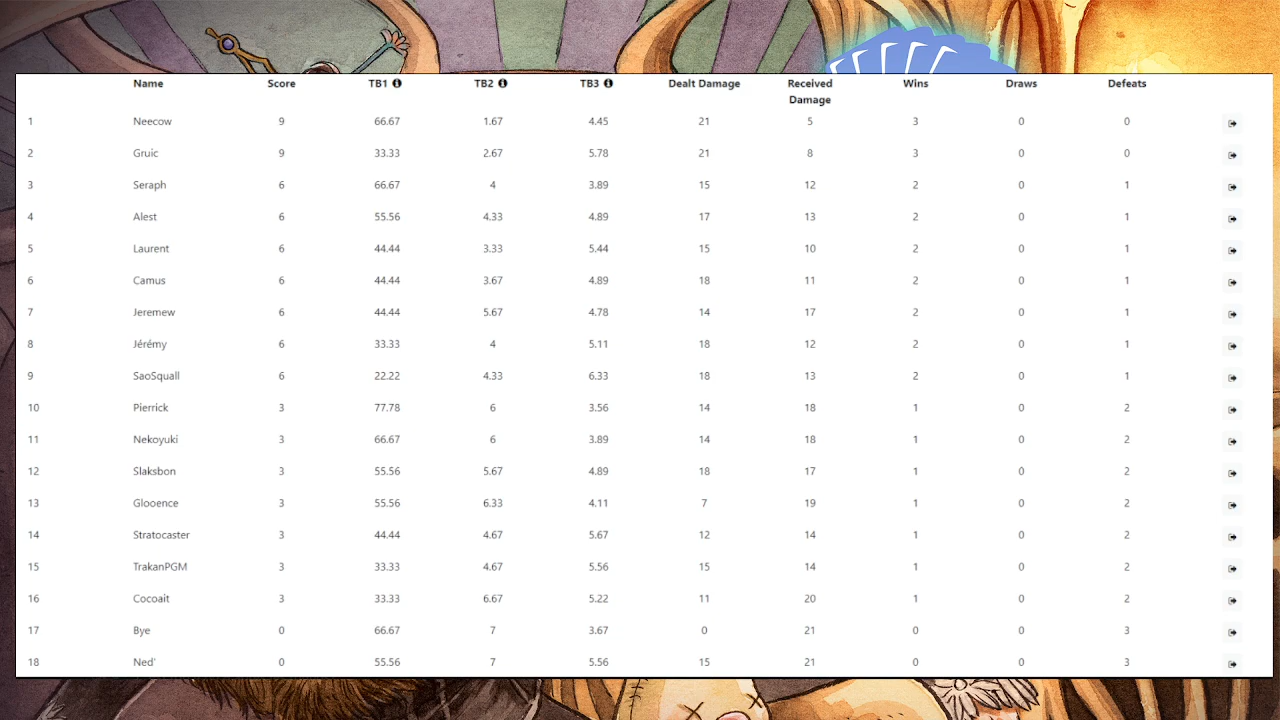 Name Score TB1 TB2 TB3 Dealt Damage Received Damage Wins Draws Defeats
1 Neecow 9 66.67 1.67 4.45 21 5 3 0 0
2 Gruic 9 33.33 2.67 5.78 21 8 3 0 0
3 Seraph 6 66.67 4 3.89 15 12 2 0 1
4 Alest 6 55.56 4.33 4.89 17 13 2 0 1
5 Laurent 6 44.44 3.33 5.44 15 10 2 0 1
6 Camus 6 44.44 3.67 4.89 18 11 2 0 1
7 Jeremew 6 44.44 5.67 4.78 14 17 2 0 1
8 Jérémy 6 33.33 4 5.11 18 12 2 0 1
9 SaoSquall 6 22.22 4.33 6.33 18 13 2 0 1
10 Pierrick 3 77.78 6 3.56 14 18 1 0 2
11 Nekoyuki 3 66.67 6 3.89 14 18 1 0 2
12 Slaksbon 3 55.56 5.67 4.89 18 17 1 0 2
13 Glooence 3 55.56 6.33 4.11 7 19 1 0 2
14 Stratocaster 3 44.44 4.67 5.67 12 14 1 0 2
15 TrakanPGM 3 33.33 4.67 5.56 15 14 1 0 2
16 Cocoait 3 33.33 6.67 5.22 11 20 1 0 2
17 Bye 0 66.67 7 3.67 0 21 0 0 3
18 Ned' 0 55.56 7 5.56 15 21 0 0 3